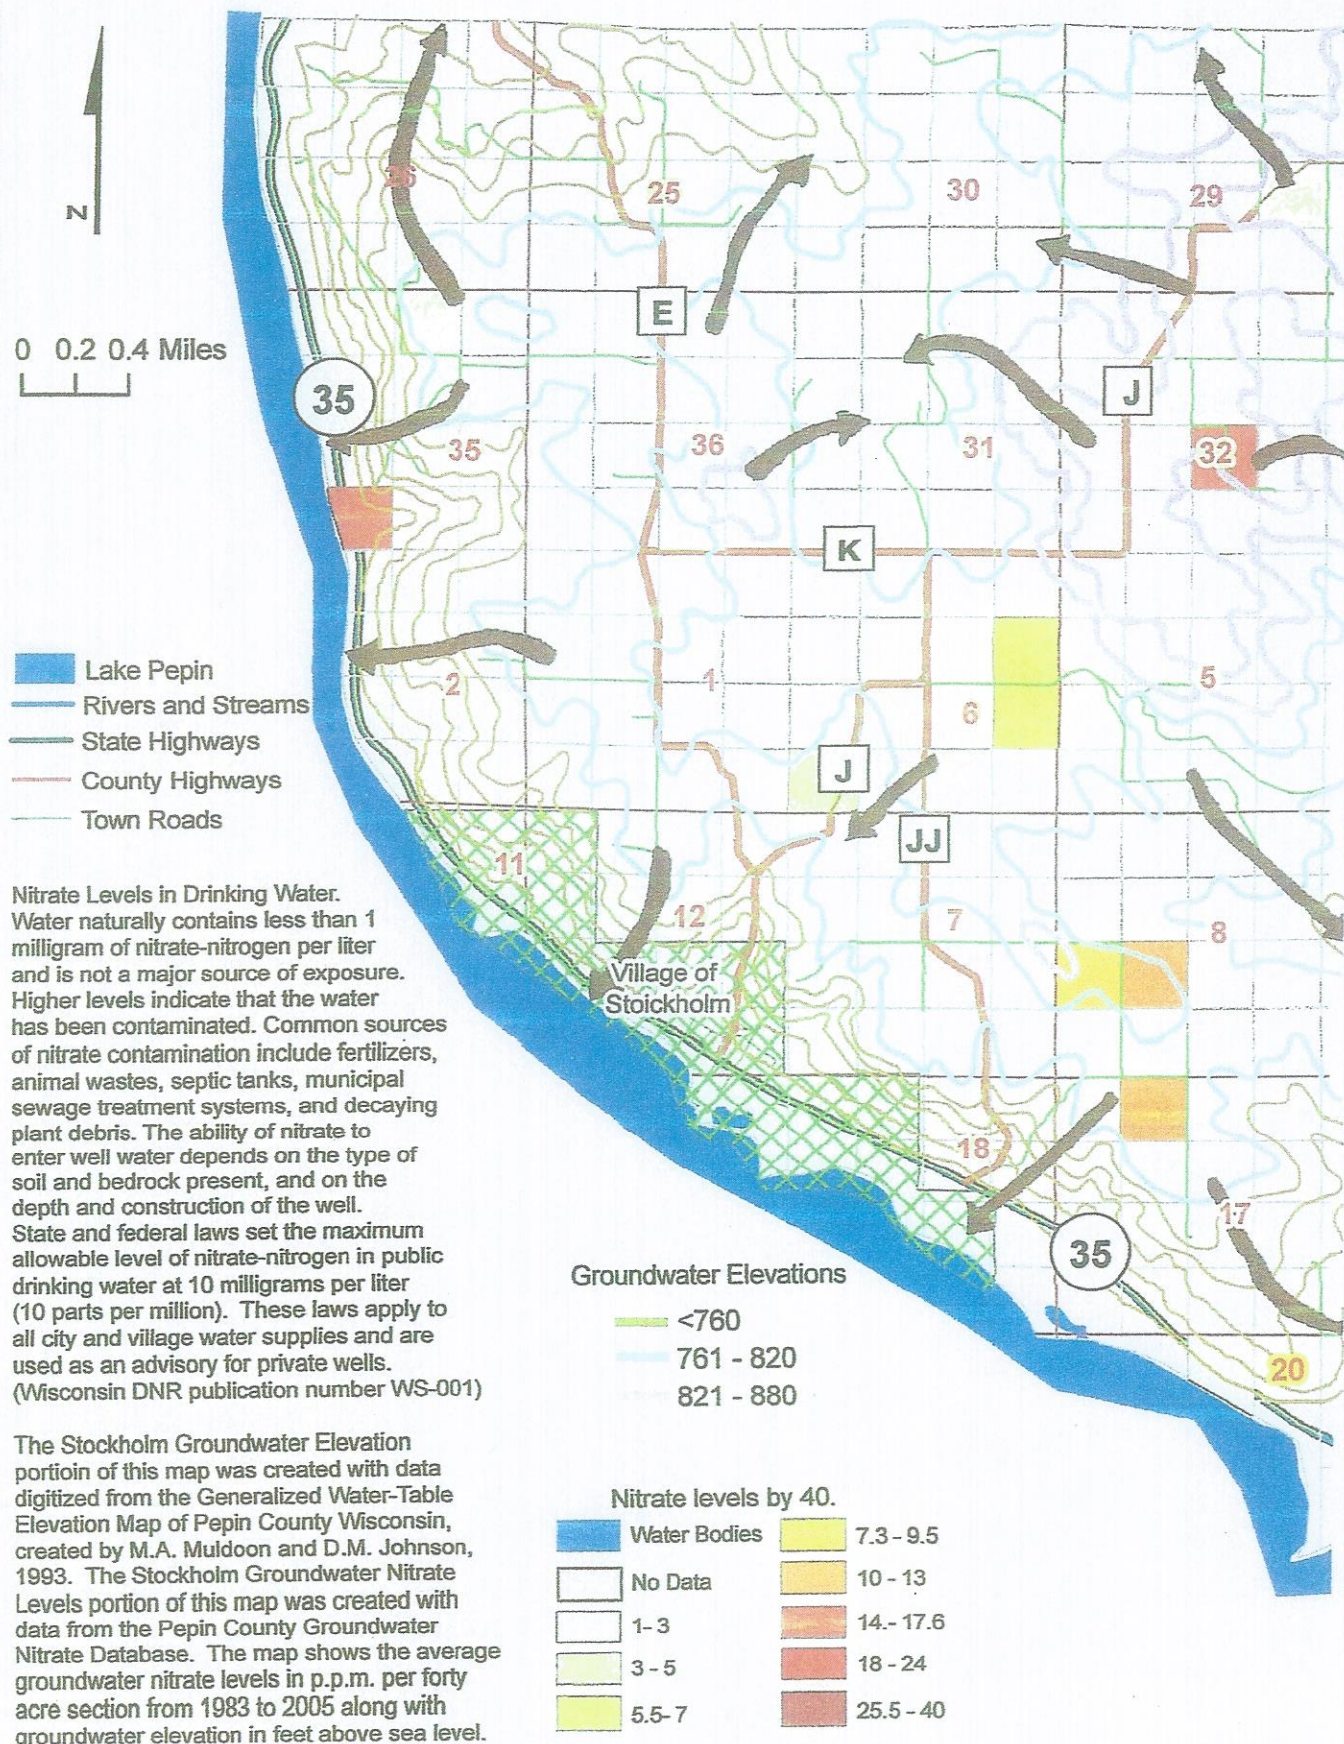 N
26
25
30
29
E
0 0.2 0.4 Miles
35
J
35
36
31
32
K
Lake Pepin
Rivers and Streams
State Highways
County Highways
Town Roads
2
1
6
5
J
JJ
11
12
7
8
Village of
Stoickholm
18
17
35
20
Nitrate Levels in Drinking Water.
Water naturally contains less than 1
milligram of nitrate-nitrogen per liter
and is not a major source of exposure.
Higher levels indicate that the water
has been contaminated. Common sources
of nitrate contamination include fertilizers,
animal wastes, septic tanks, municipal
sewage treatment systems, and decaying
plant debris. The ability of nitrate to
enter well water depends on the type of
soil and bedrock present, and on the
depth and construction of the well.
State and federal laws set the maximum
allowable level of nitrate-nitrogen in public
drinking water at 10 milligrams per liter
(10 parts per million). These laws apply to
all city and village water supplies and are
used as an advisory for private wells.
(Wisconsin DNR publication number WS-001)
The Stockholm Groundwater Elevation
portioin of this map was created with data
digitized from the Generalized Water-Table
Elevation Map of Pepin County Wisconsin,
created by M.A. Muldoon and D.M. Johnson,
1993. The Stockholm Groundwater Nitrate
Levels portion of this map was created with
data from the Pepin County Groundwater
Nitrate Database. The map shows the average
groundwater nitrate levels in p.p.m. per forty
acre section from 1983 to 2005 along with
groundwater elevation in feet above sea level.
Groundwater Elevations
<760
761 - 820
821 - 880
Nitrate levels by 40.
Water Bodies
No Data
1- 3
3 - 5
5.5- 7
7.3 - 9.5
10 - 13
14.- 17.6
18 - 24
25.5 - 40